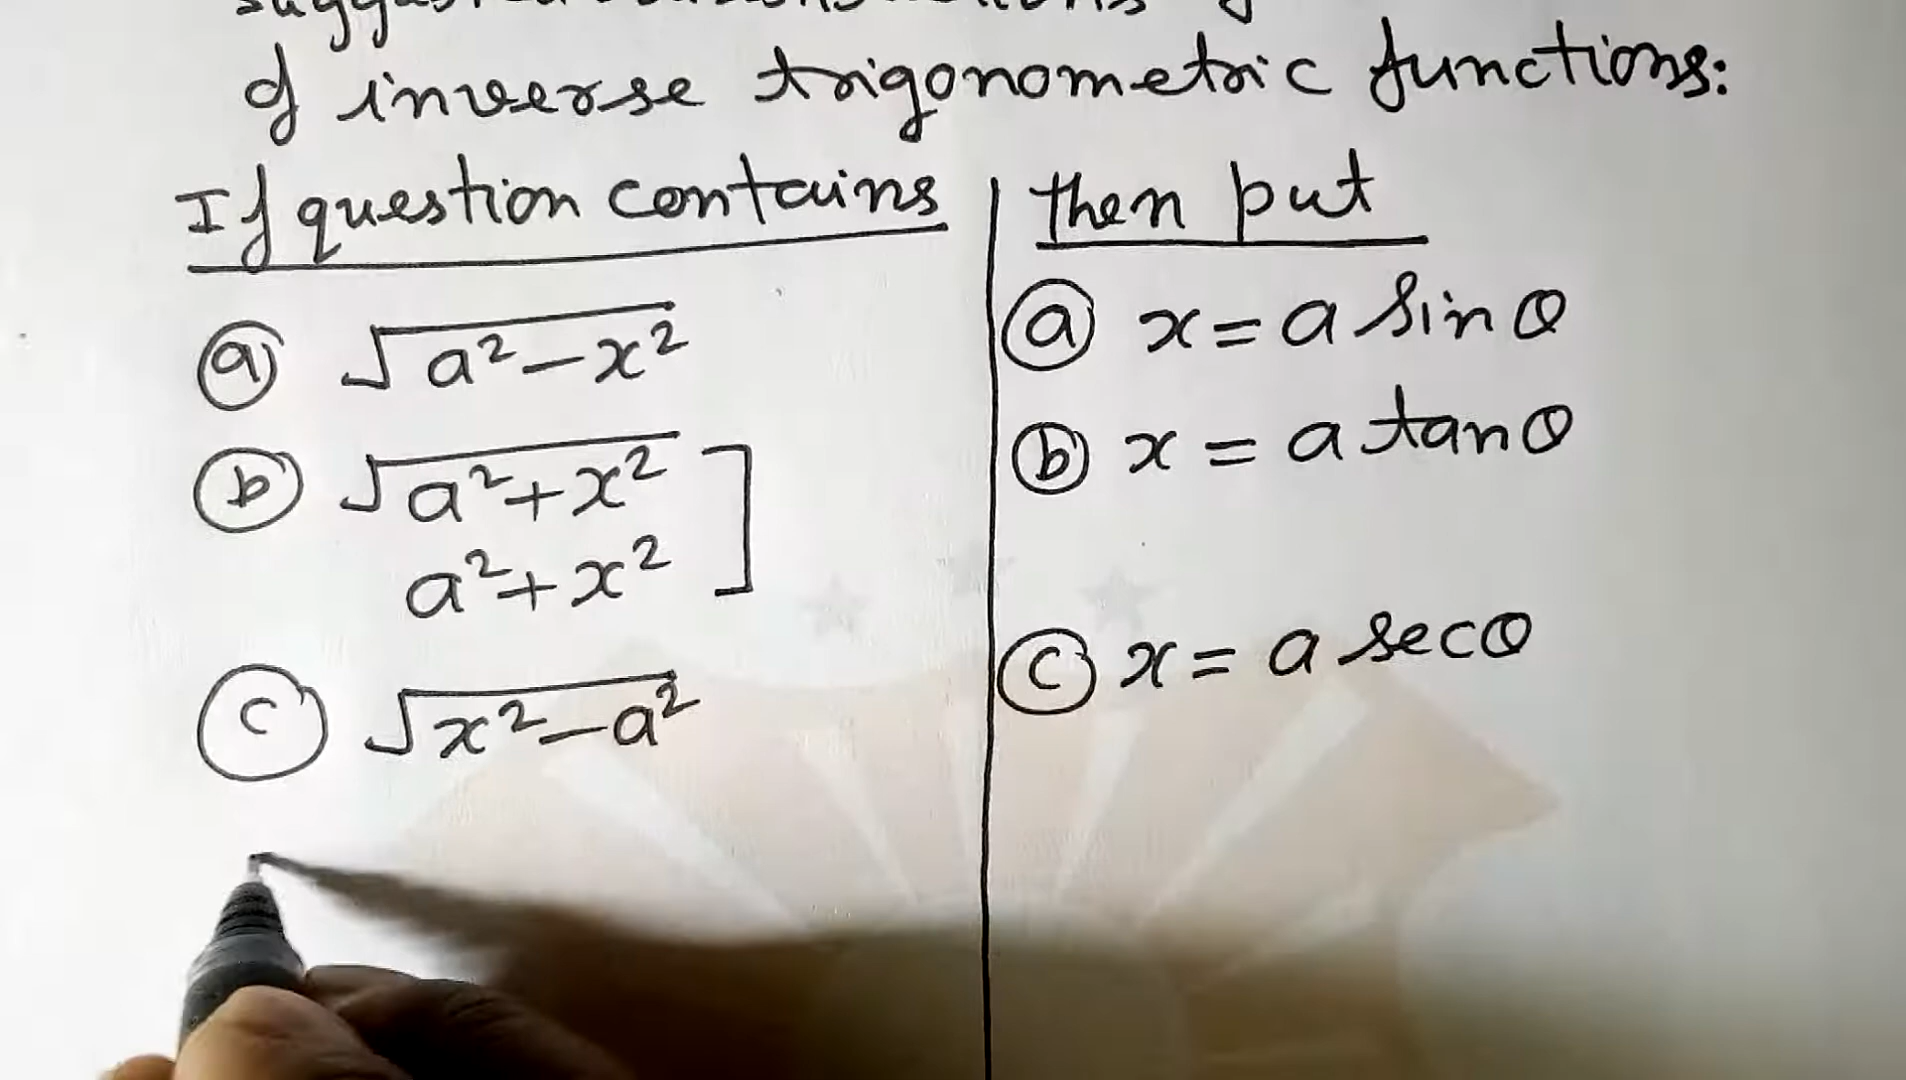 of inverse trigonometric functions:
If question contains then put
ⓐ √a²-x² ⓐ x = a sinθ
ⓑ √a²+x² ⓑ x = a tanθ
a²+x²
ⓒ √x²-a² ⓒ x = a secθ